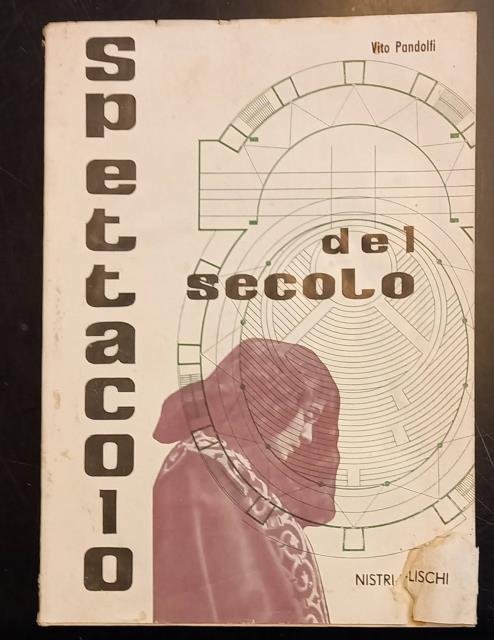 Vito Pandolfi
spettacolo
del
secolo
NISTRI-LISCHI